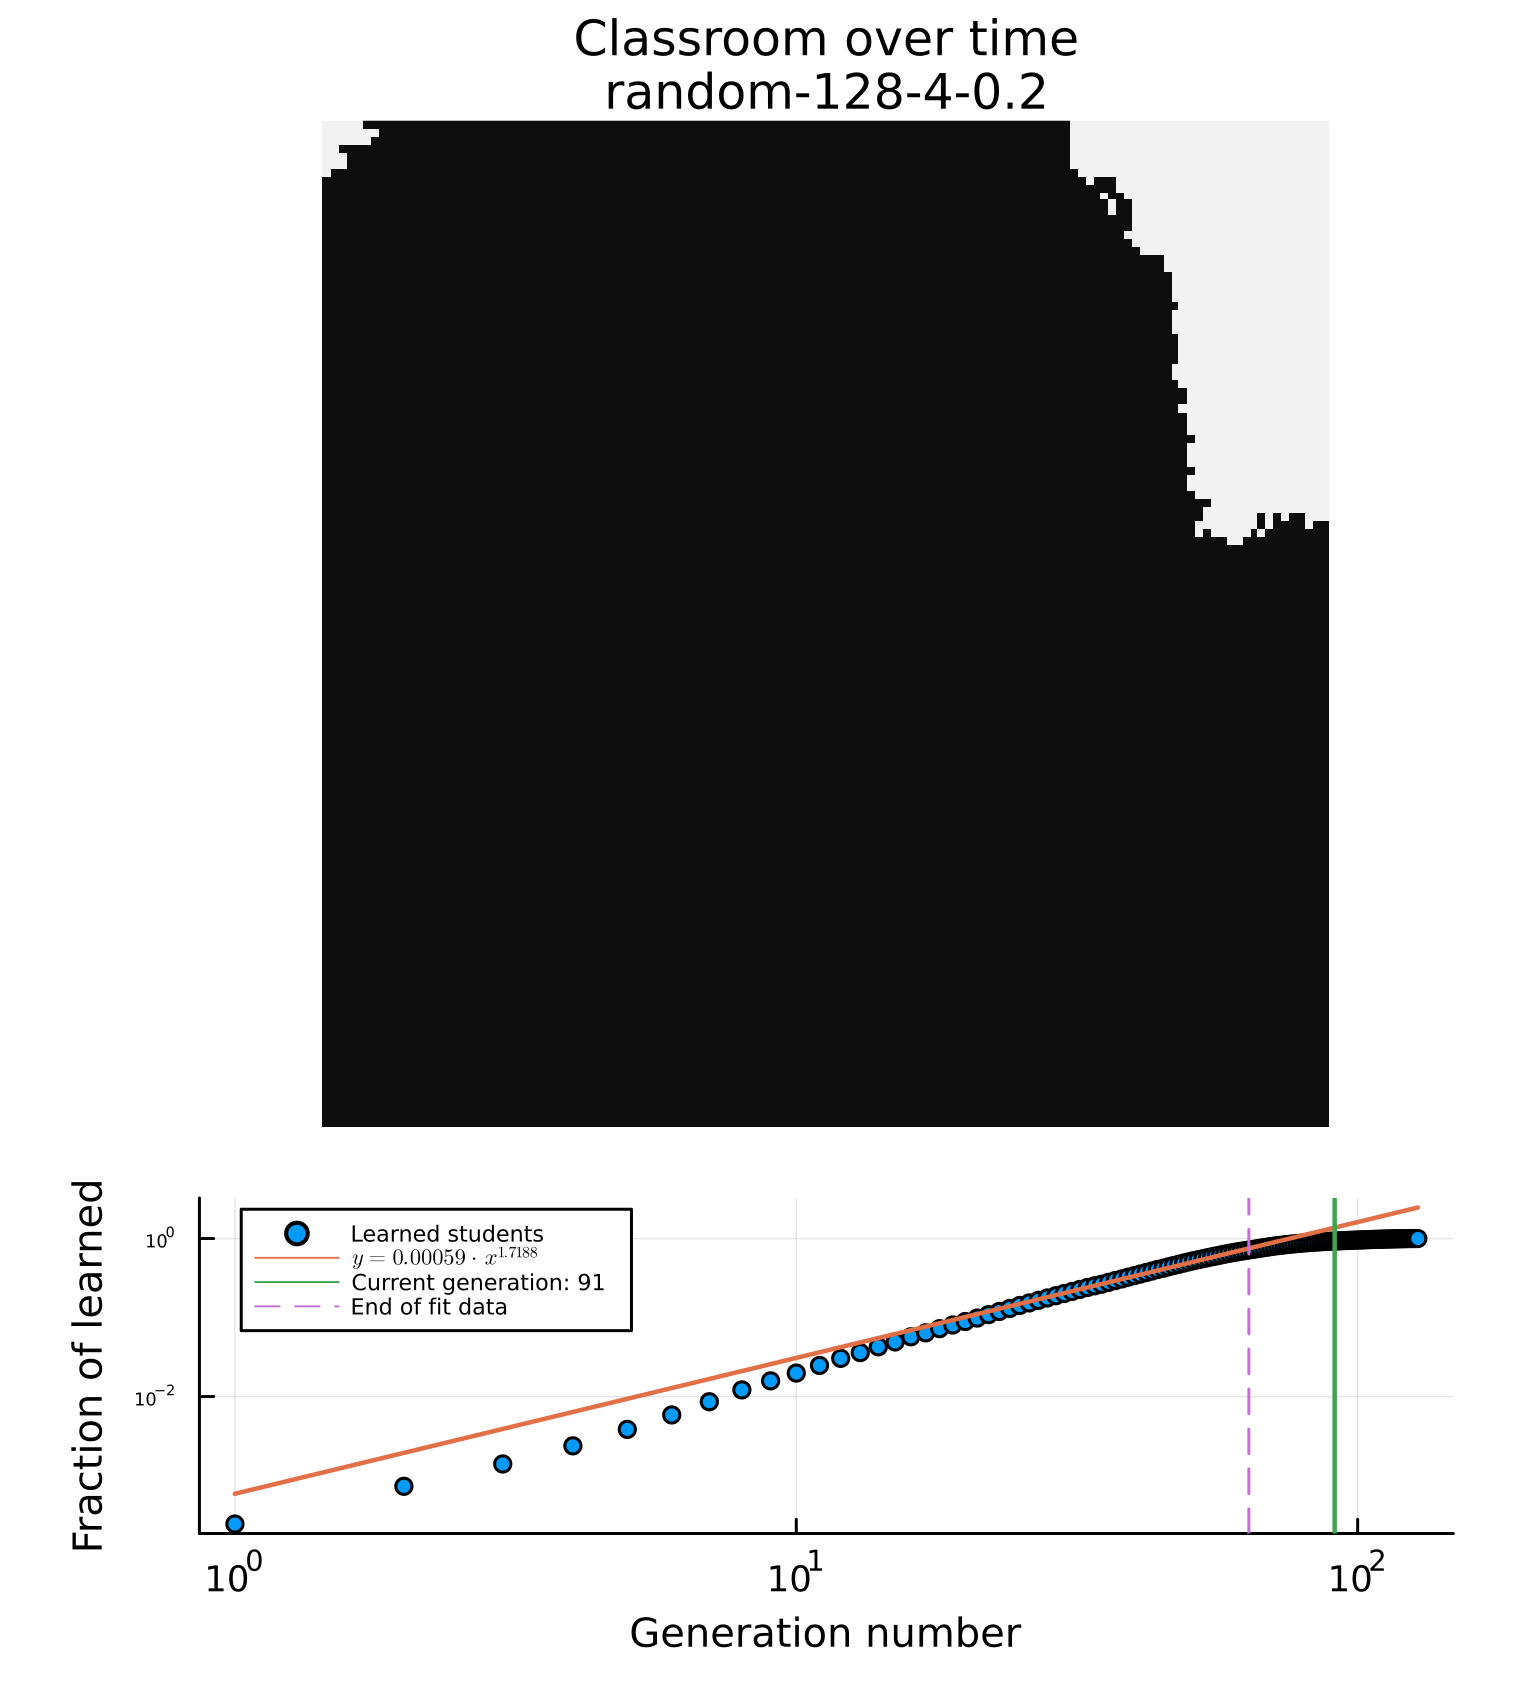 Classroom over time
random-128-4-0.2
Fraction of learned
10⁰
10⁻²
Learned students
y = 0.00059 · x^1.7188
Current generation: 91
End of fit data
10⁰ 10¹ 10²
Generation number